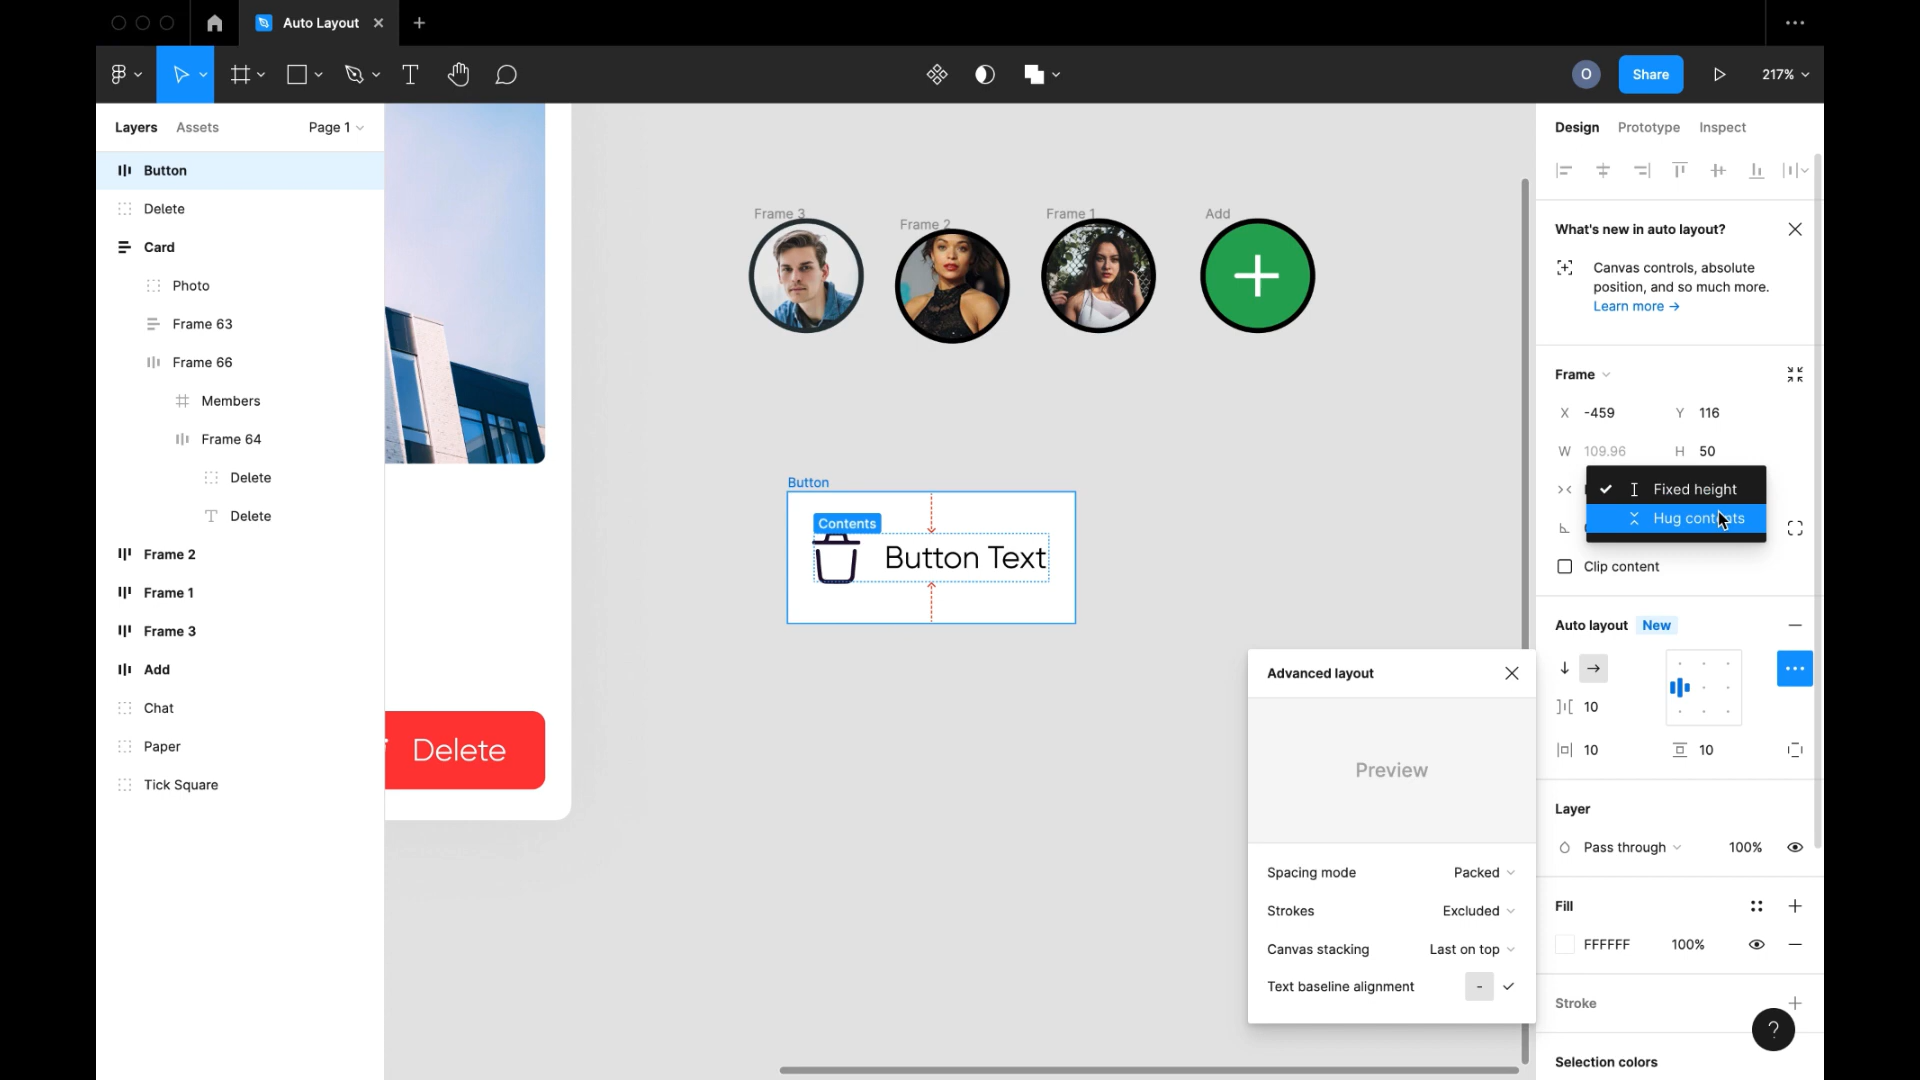 Auto Layout
O
Share
217%
Layers
Assets
Page 1
Button
Delete
Card
Photo
Frame 63
Frame 66
Members
Frame 64
Delete
Delete
Frame 2
Frame 1
Frame 3
Add
Chat
Paper
Tick Square
Frame 3
Frame 2
Frame 1
Add
Button
Contents
Button Text
Delete
Advanced layout
Preview
Spacing mode
Packed
Strokes
Excluded
Canvas stacking
Last on top
Text baseline alignment
-
Design
Prototype
Inspect
What's new in auto layout?
Canvas controls, absolute
position, and so much more.
Learn more →
Frame
X -459
Y 116
W 109.96
H 50
Fixed height
Hug contents
Clip content
Auto layout
New
10
10
10
Layer
Pass through
100%
Fill
FFFFFF
100%
Stroke
?
Selection colors